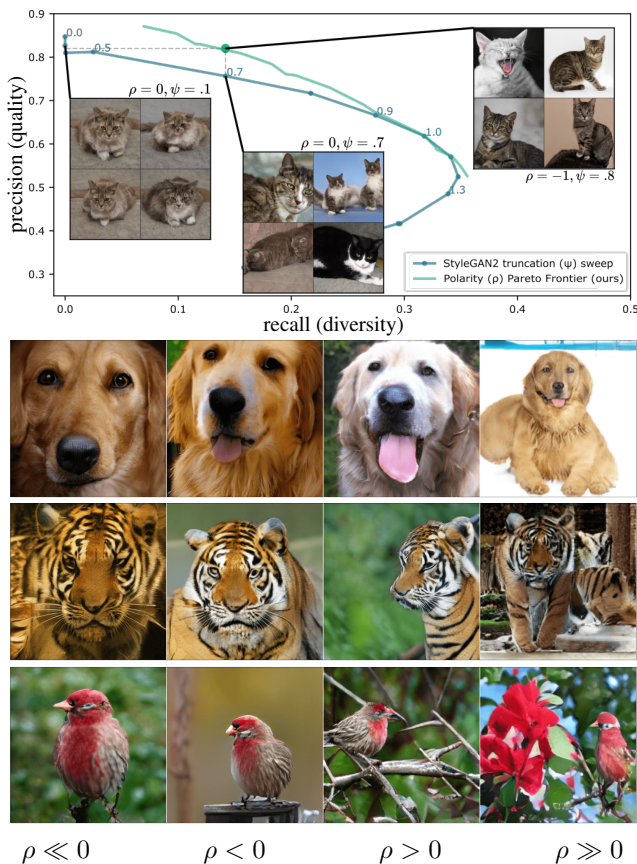 0.9
0.8
0.7
0.6
0.5
0.4
0.3
precision (quality)
0.0
0.5
0.7
0.9
1.0
1.3
ρ = 0, ψ = .1
ρ = 0, ψ = .7
ρ = −1, ψ = .8
StyleGAN2 truncation (ψ) sweep
Polarity (ρ) Pareto Frontier (ours)
0.0 0.1 0.2 0.3 0.4 0.5
recall (diversity)
ρ ≪ 0 ρ < 0 ρ > 0 ρ ≫ 0